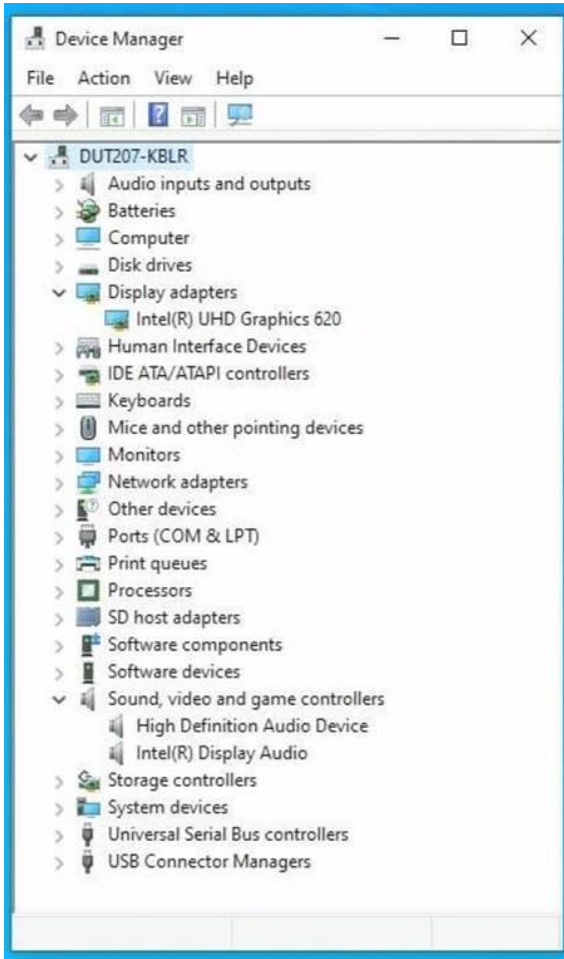 Device Manager
File Action View Help
DUT207-KBLR
Audio inputs and outputs
Batteries
Computer
Disk drives
Display adapters
Intel(R) UHD Graphics 620
Human Interface Devices
IDE ATA/ATAPI controllers
Keyboards
Mice and other pointing devices
Monitors
Network adapters
Other devices
Ports (COM & LPT)
Print queues
Processors
SD host adapters
Software components
Software devices
Sound, video and game controllers
High Definition Audio Device
Intel(R) Display Audio
Storage controllers
System devices
Universal Serial Bus controllers
USB Connector Managers